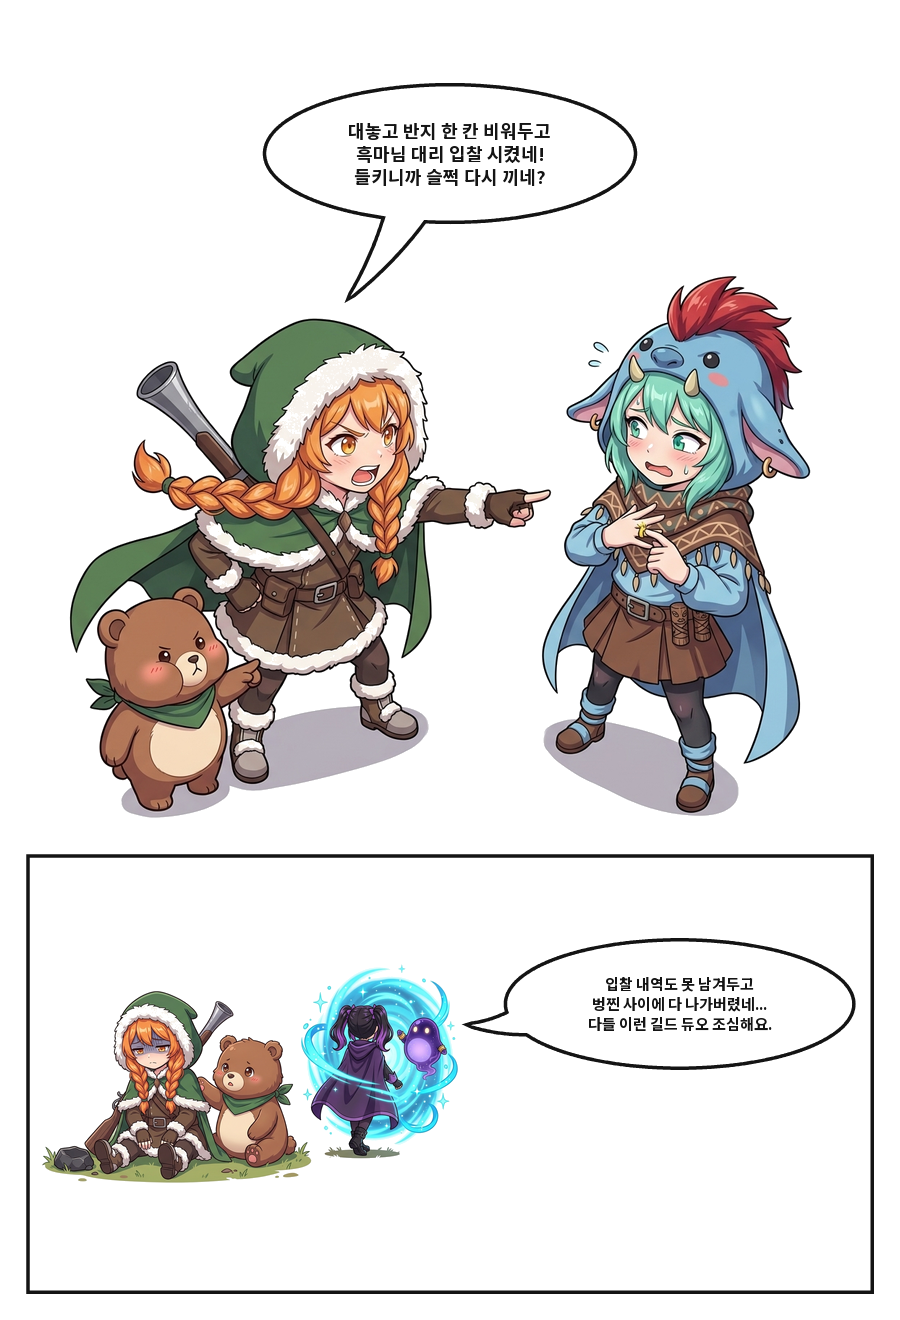 대놓고 반지 한 칸 비워두고
흑마님 대리 입찰 시켰네!
들키니까 슬쩍 다시 끼네?
입찰 내역도 못 남겨두고
벙찐 사이에 다 나가버렸네...
다들 이런 길드 듀오 조심해요.